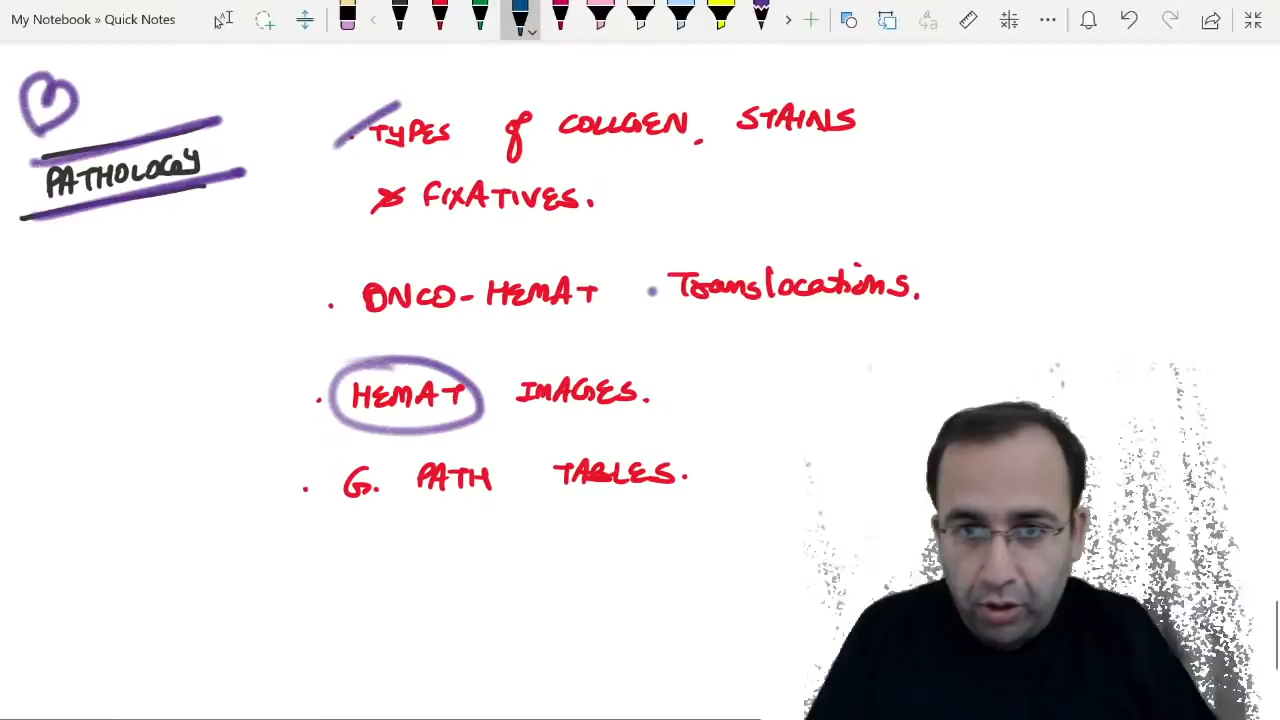 My Notebook » Quick Notes
PATHOLOGY
TYPES of COLLGEN. STAINS
& FIXATIVES.
. ONCO-HEMAT Translocations.
. HEMAT IMAGES.
. G. PATH TABLES.